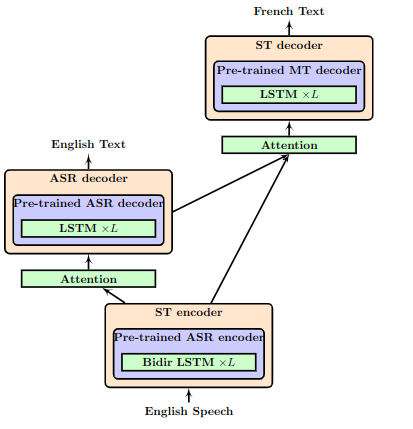 French Text
ST decoder
Pre-trained MT decoder
LSTM ×L
Attention
English Text
ASR decoder
Pre-trained ASR decoder
LSTM ×L
Attention
ST encoder
Pre-trained ASR encoder
Bidir LSTM ×L
English Speech